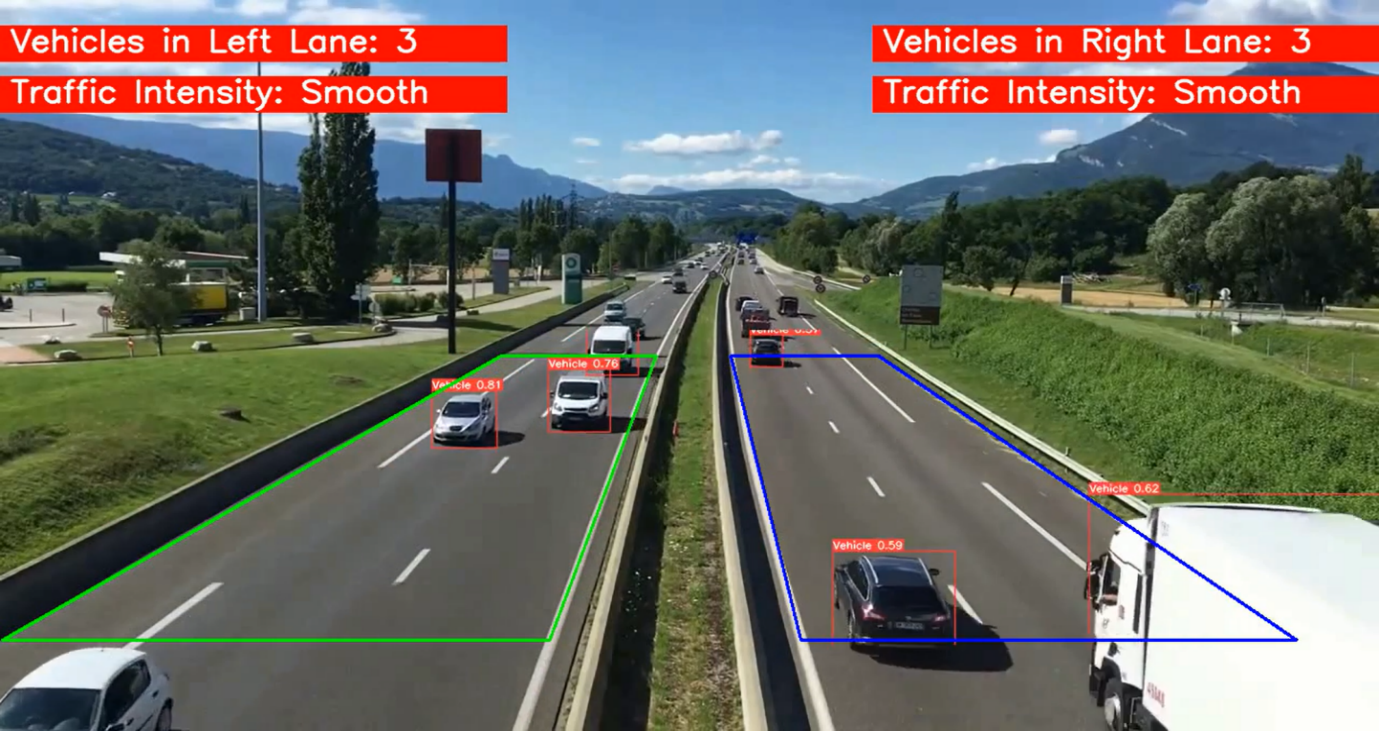 Vehicles in Left Lane: 3
Vehicles in Right Lane: 3
Traffic Intensity: Smooth
Traffic Intensity: Smooth
Vehicle 0.81
Vehicle 0.76
Vehicle 0.62
Vehicle 0.59